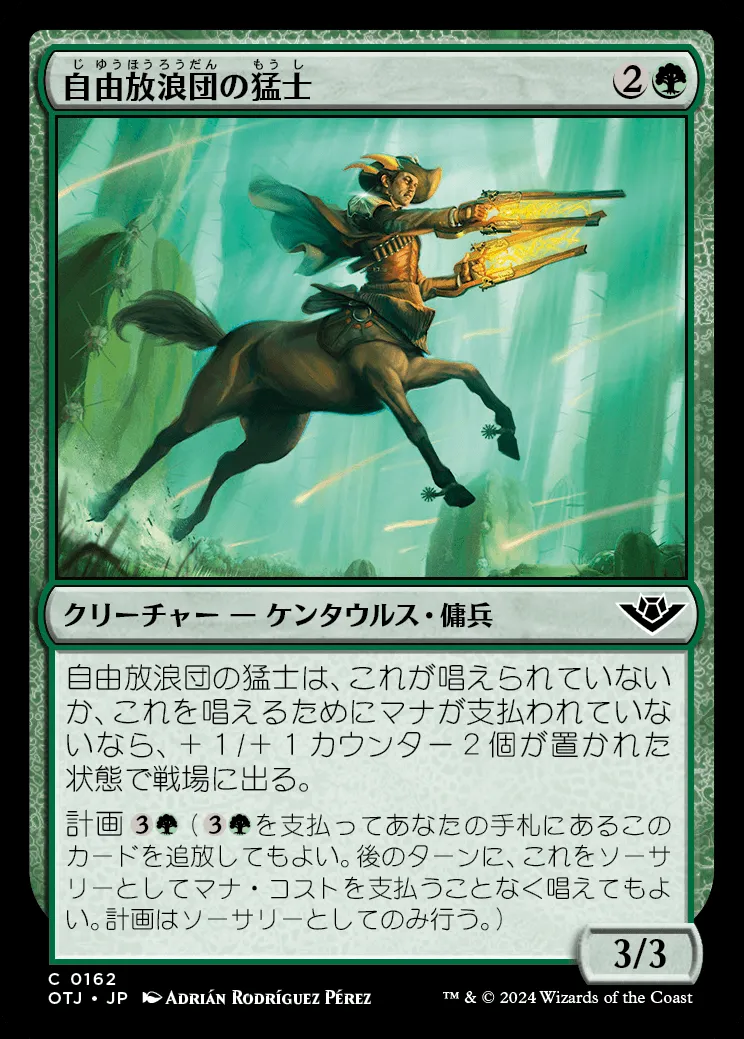 じゆうほうろうだん もうし
自由放浪団の猛士
2
クリーチャー — ケンタウルス・傭兵
自由放浪団の猛士は、これが唱えられていない
か、これを唱えるためにマナが支払われていな
いなら、＋１/＋１カウンター２個が置かれた
状態で戦場に出る。
計画 3 ( 3 を支払ってあなたの手札にあるこの
カードを追放してもよい。後のターンに、これをソーサ
リーとしてマナ・コストを支払うことなく唱えてもよ
い。計画はソーサリーとしてのみ行う。)
3/3
C 0162
OTJ • JP ADRIÁN RODRÍGUEZ PÉREZ
™ & © 2024 Wizards of the Coast